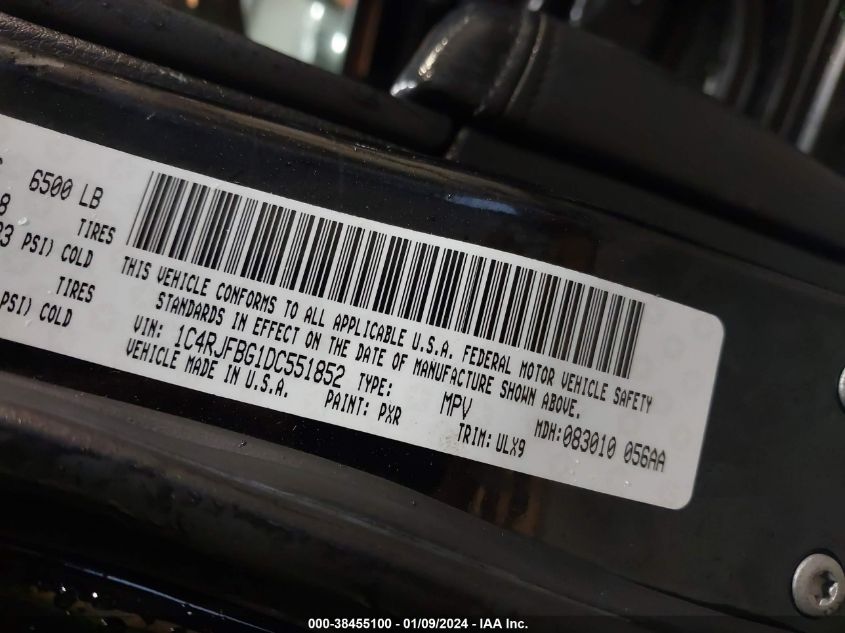 6500 LB
TIRES
PSI) COLD
TIRES
PSI) COLD
THIS VEHICLE CONFORMS TO ALL APPLICABLE U.S.A. FEDERAL MOTOR VEHICLE SAFETY
STANDARDS IN EFFECT ON THE DATE OF MANUFACTURE SHOWN ABOVE.
VIN: 1C4RJFBG1DC551852 TYPE: MPV MDH:083010 056AA
VEHICLE MADE IN U.S.A. PAINT: PXR TRIM: ULX9
000-38455100 - 01/09/2024 - IAA Inc.